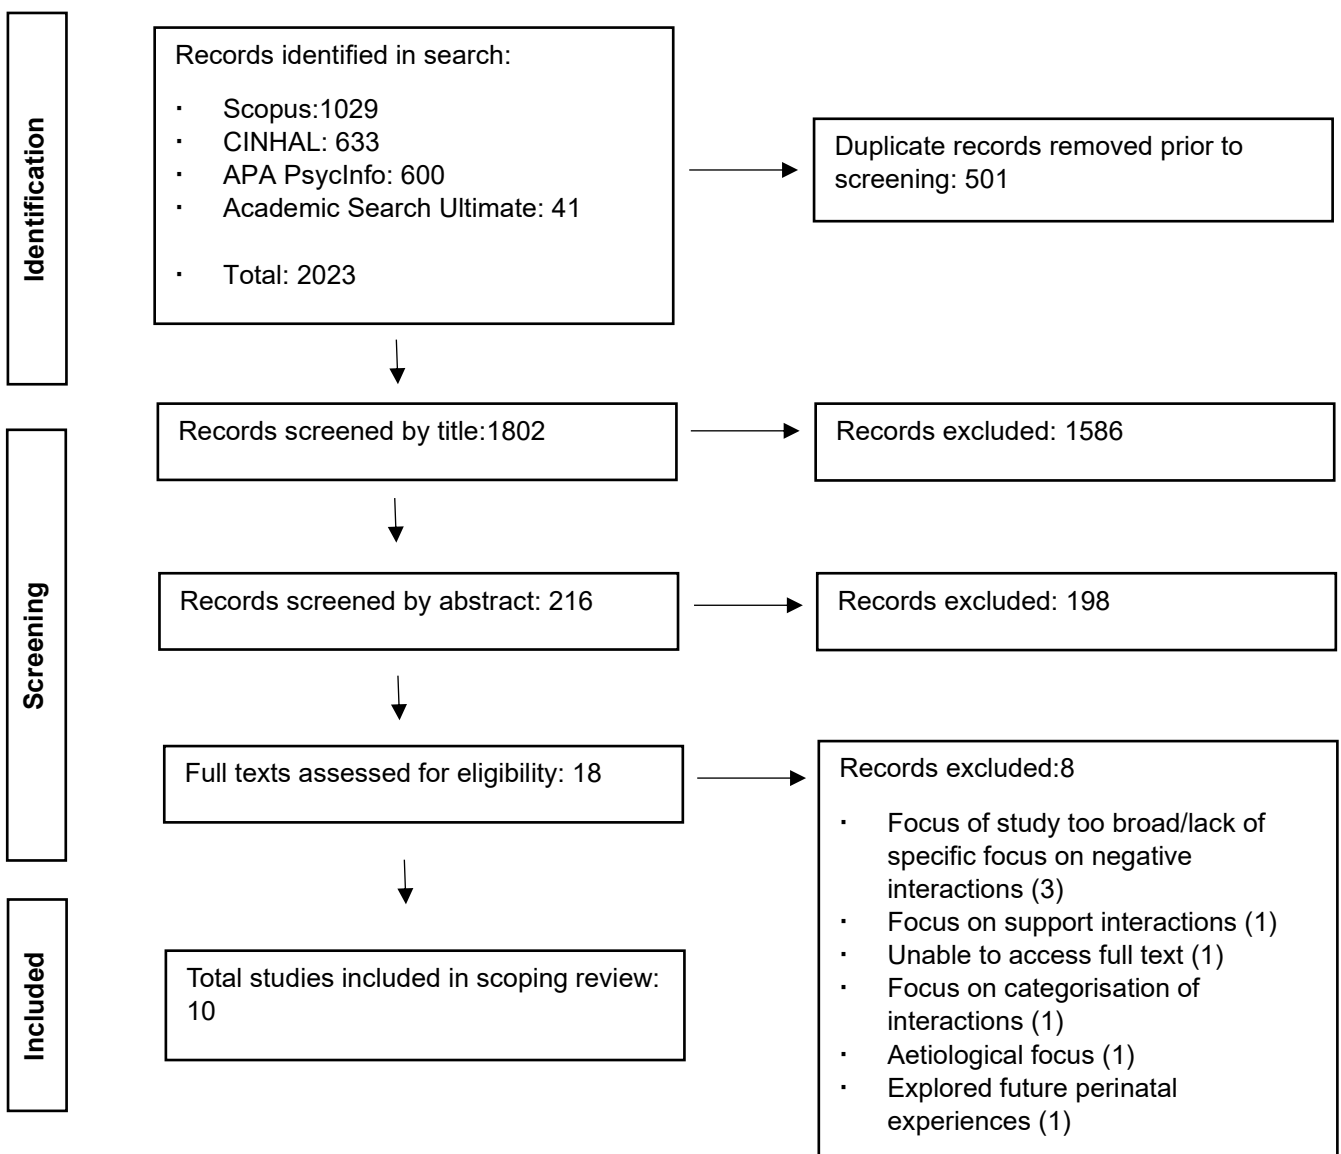 Identification
Records identified in search:
· Scopus:1029
· CINHAL: 633
· APA PsycInfo: 600
· Academic Search Ultimate: 41
· Total: 2023
Duplicate records removed prior to
screening: 501
Screening
Records screened by title:1802
Records excluded: 1586
Records screened by abstract: 216
Records excluded: 198
Full texts assessed for eligibility: 18
Records excluded:8
· Focus of study too broad/lack of
specific focus on negative
interactions (3)
· Focus on support interactions (1)
· Unable to access full text (1)
· Focus on categorisation of
interactions (1)
· Aetiological focus (1)
· Explored future perinatal
experiences (1)
Included
Total studies included in scoping review:
10